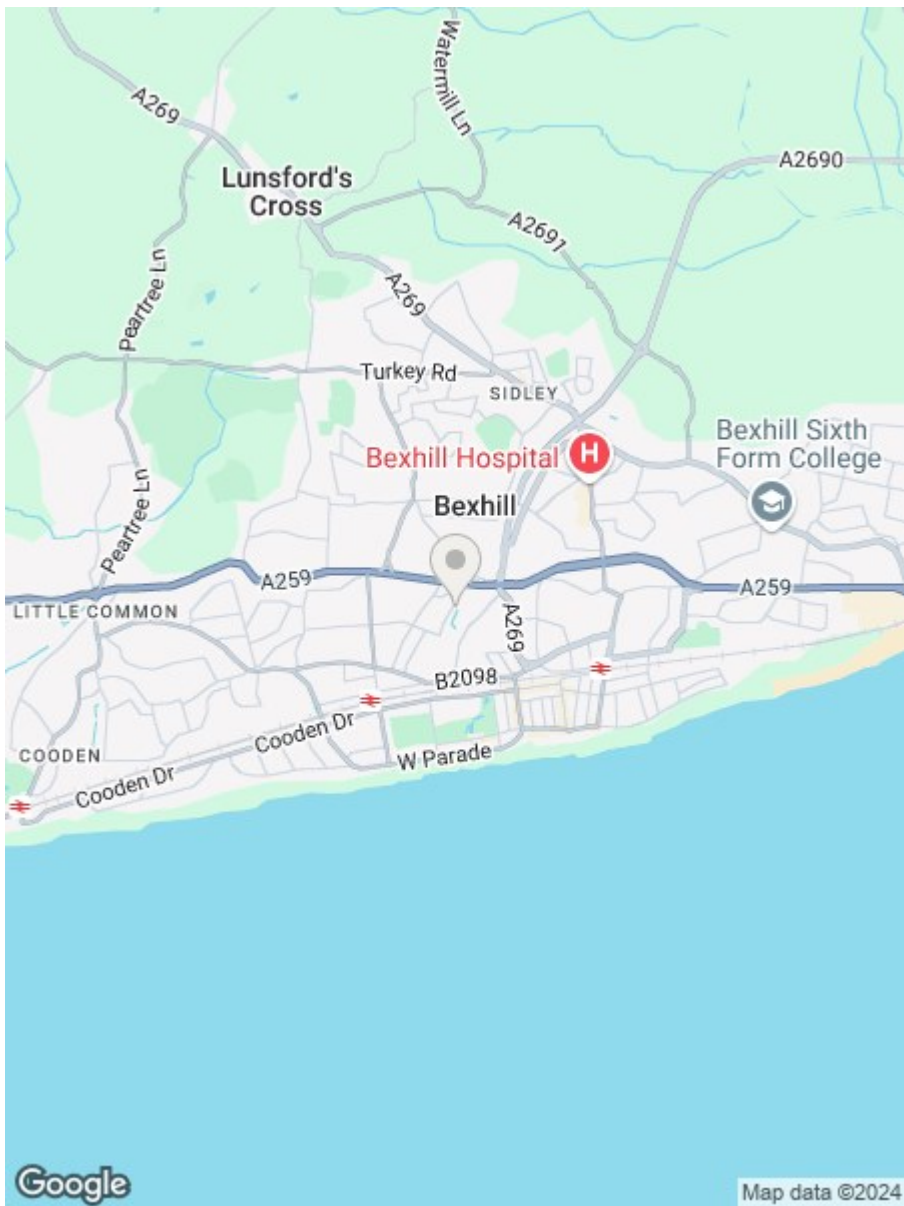 A269
Watermill Ln
A2690
Lunsford's
Cross
A2691
Peartree Ln
A269
Turkey Rd
SIDLEY
Bexhill Hospital
H
Bexhill Sixth
Form College
Bexhill
Peartree Ln
A259
A259
LITTLE COMMON
A269
B2098
Cooden Dr
W Parade
COODEN
Cooden Dr
Google
Map data ©2024